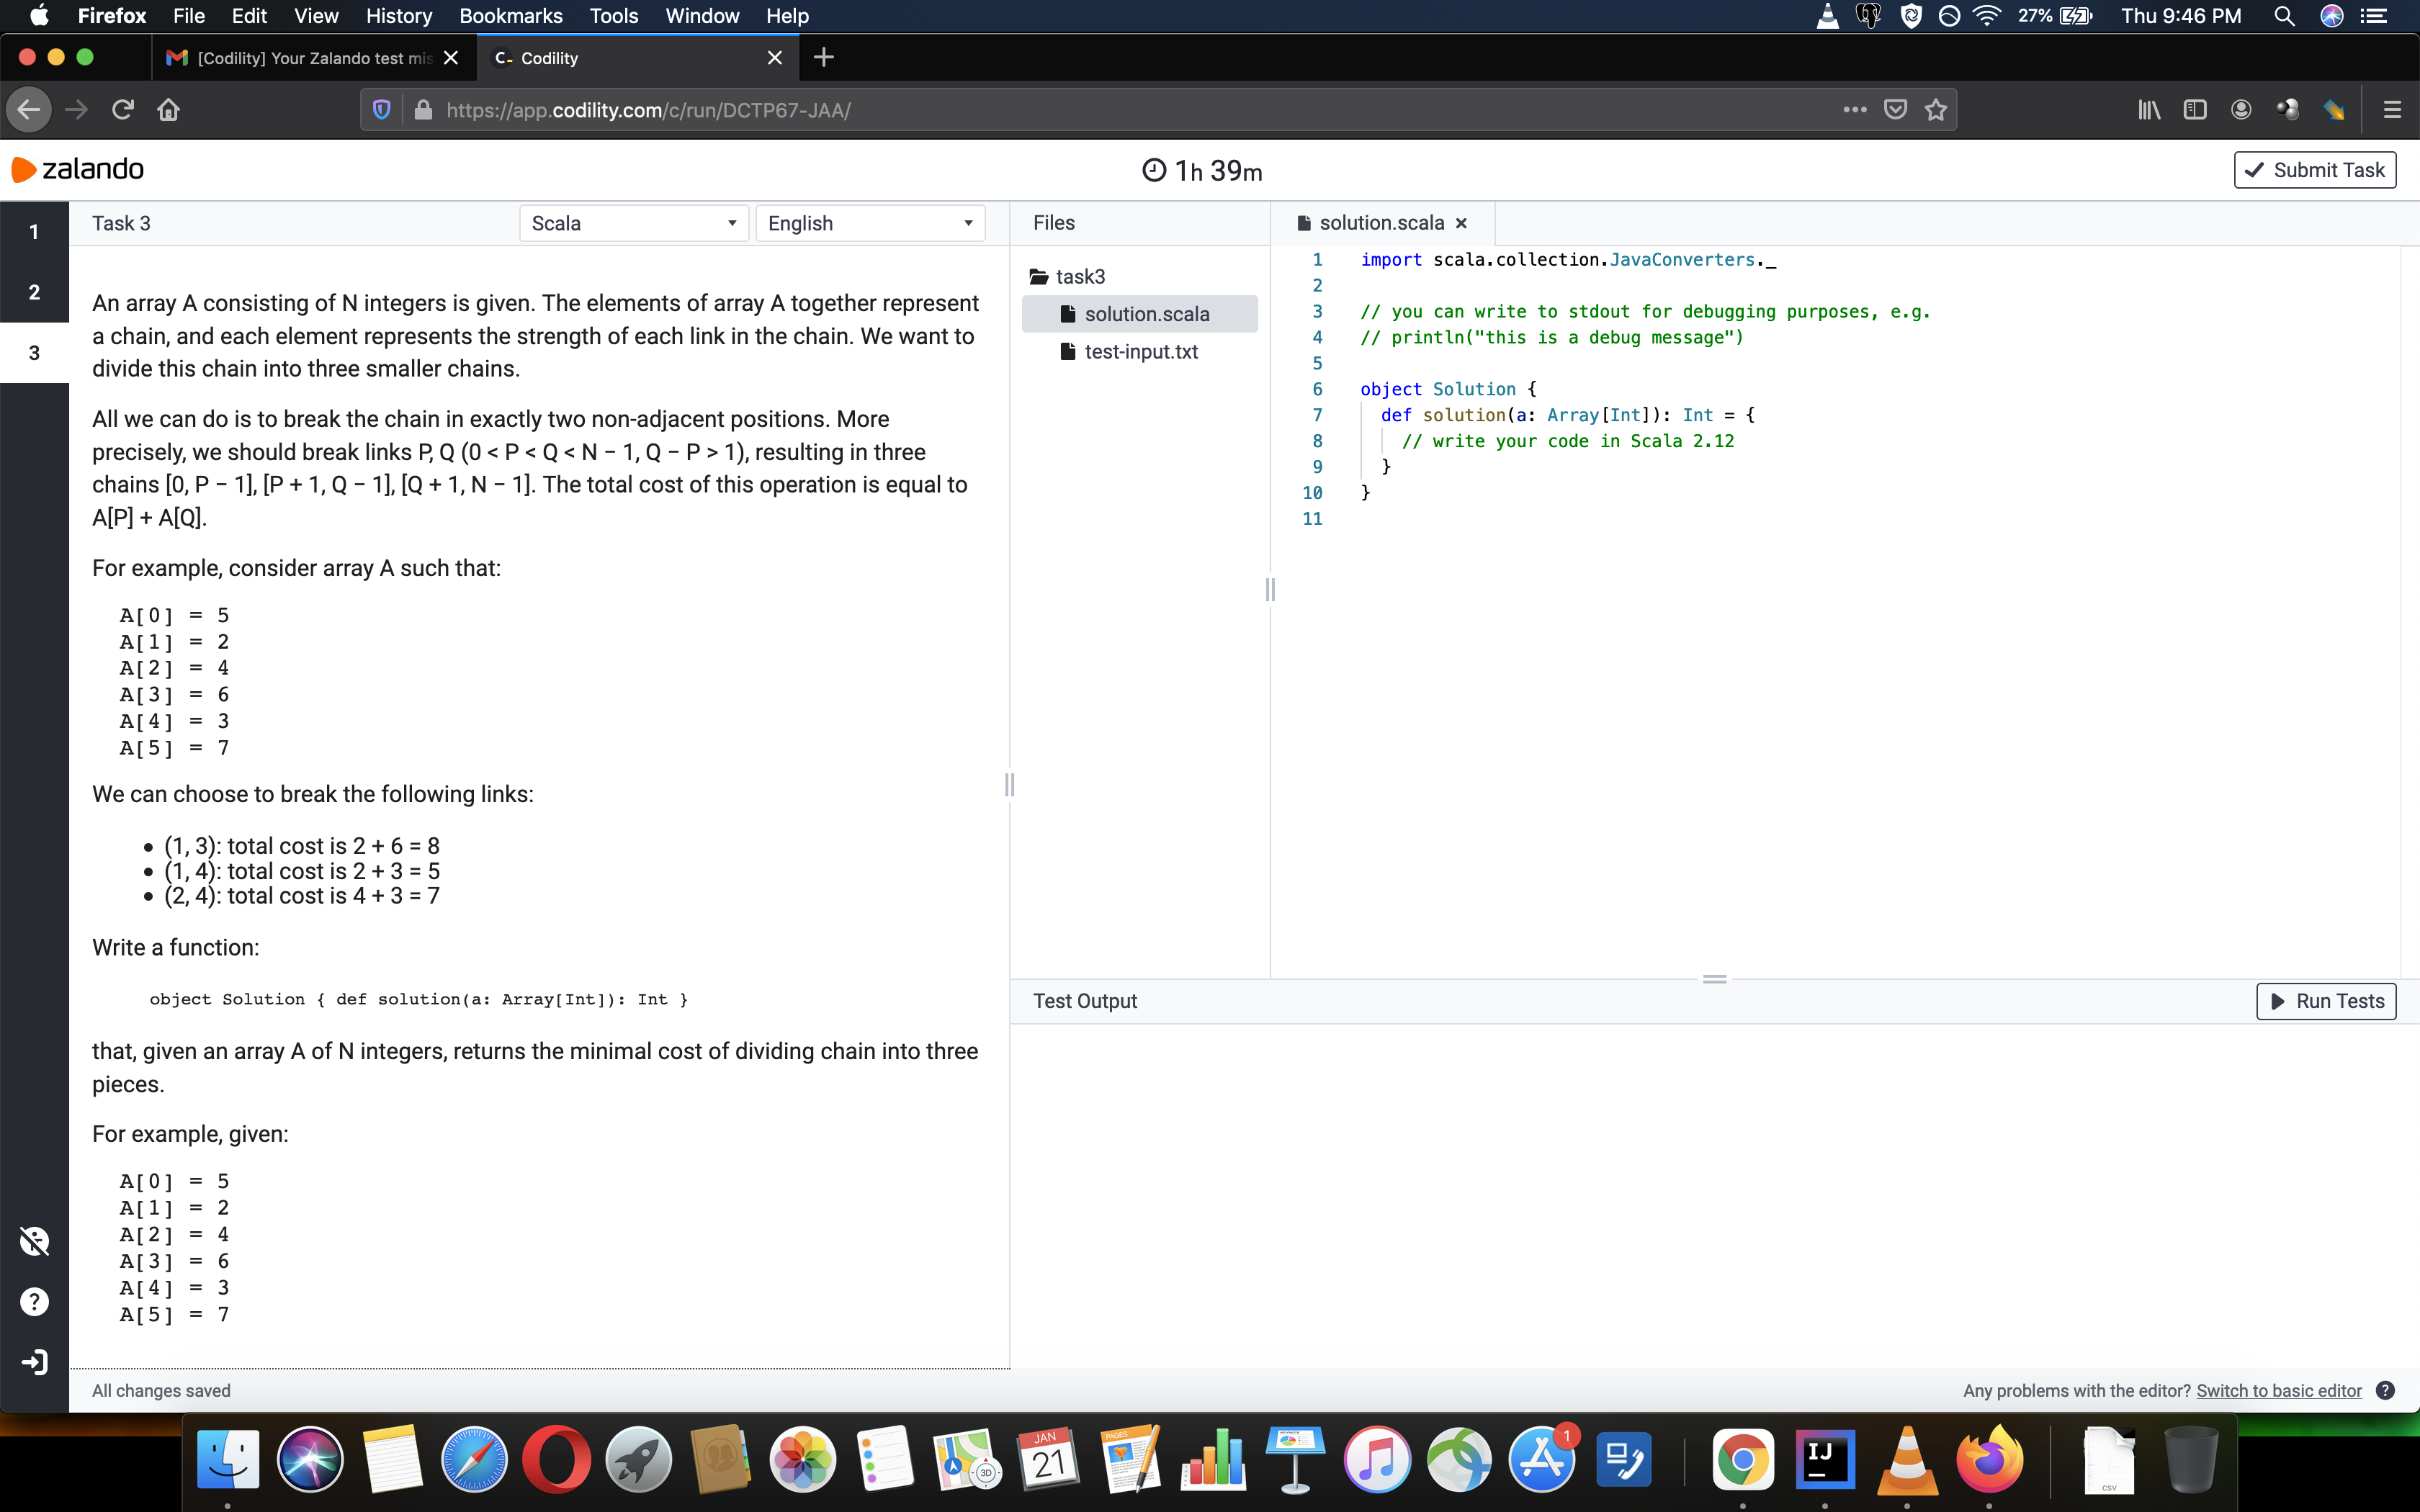 Firefox File Edit View History Bookmarks Tools Window Help 27% Thu 9:46 PM
[Codility] Your Zalando test mis
C- Codility
https://app.codility.com/c/run/DCTP67-JAA/
zalando 1h 39m Submit Task
1
2
3
Task 3 Scala English
An array A consisting of N integers is given. The elements of array A together represent
a chain, and each element represents the strength of each link in the chain. We want to
divide this chain into three smaller chains.
All we can do is to break the chain in exactly two non-adjacent positions. More
precisely, we should break links P, Q (0 < P < Q < N − 1, Q − P > 1), resulting in three
chains [0, P − 1], [P + 1, Q − 1], [Q + 1, N − 1]. The total cost of this operation is equal to
A[P] + A[Q].
For example, consider array A such that:
A[0] = 5
A[1] = 2
A[2] = 4
A[3] = 6
A[4] = 3
A[5] = 7
We can choose to break the following links:
• (1, 3): total cost is 2 + 6 = 8
• (1, 4): total cost is 2 + 3 = 5
• (2, 4): total cost is 4 + 3 = 7
Write a function:
object Solution { def solution(a: Array[Int]): Int }
that, given an array A of N integers, returns the minimal cost of dividing chain into three
pieces.
For example, given:
A[0] = 5
A[1] = 2
A[2] = 4
A[3] = 6
A[4] = 3
A[5] = 7
Files
task3
solution.scala
test-input.txt
solution.scala
1 import scala.collection.JavaConverters._
2
3 // you can write to stdout for debugging purposes, e.g.
4 // println("this is a debug message")
5
6 object Solution {
7 def solution(a: Array[Int]): Int = {
8 // write your code in Scala 2.12
9 }
10 }
11
Test Output Run Tests
All changes saved
Any problems with the editor? Switch to basic editor ?
?
JAN
21
3D
PAGES
1
IJ
csv